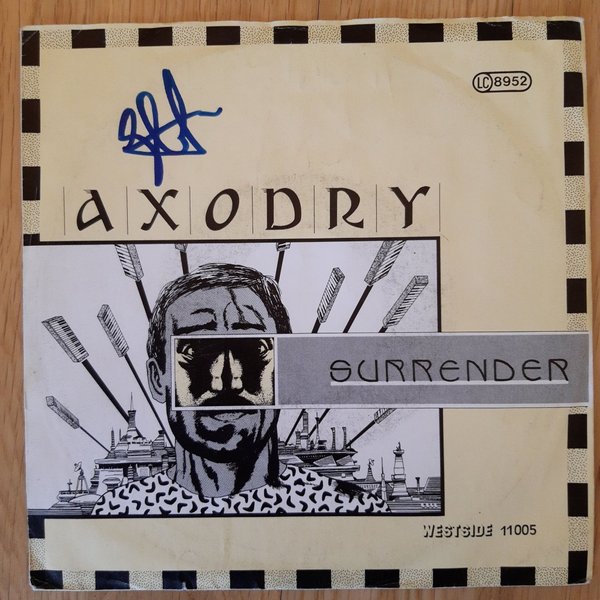 LC 8952
AXODRY
SURRENDER
WESTSIDE 11005